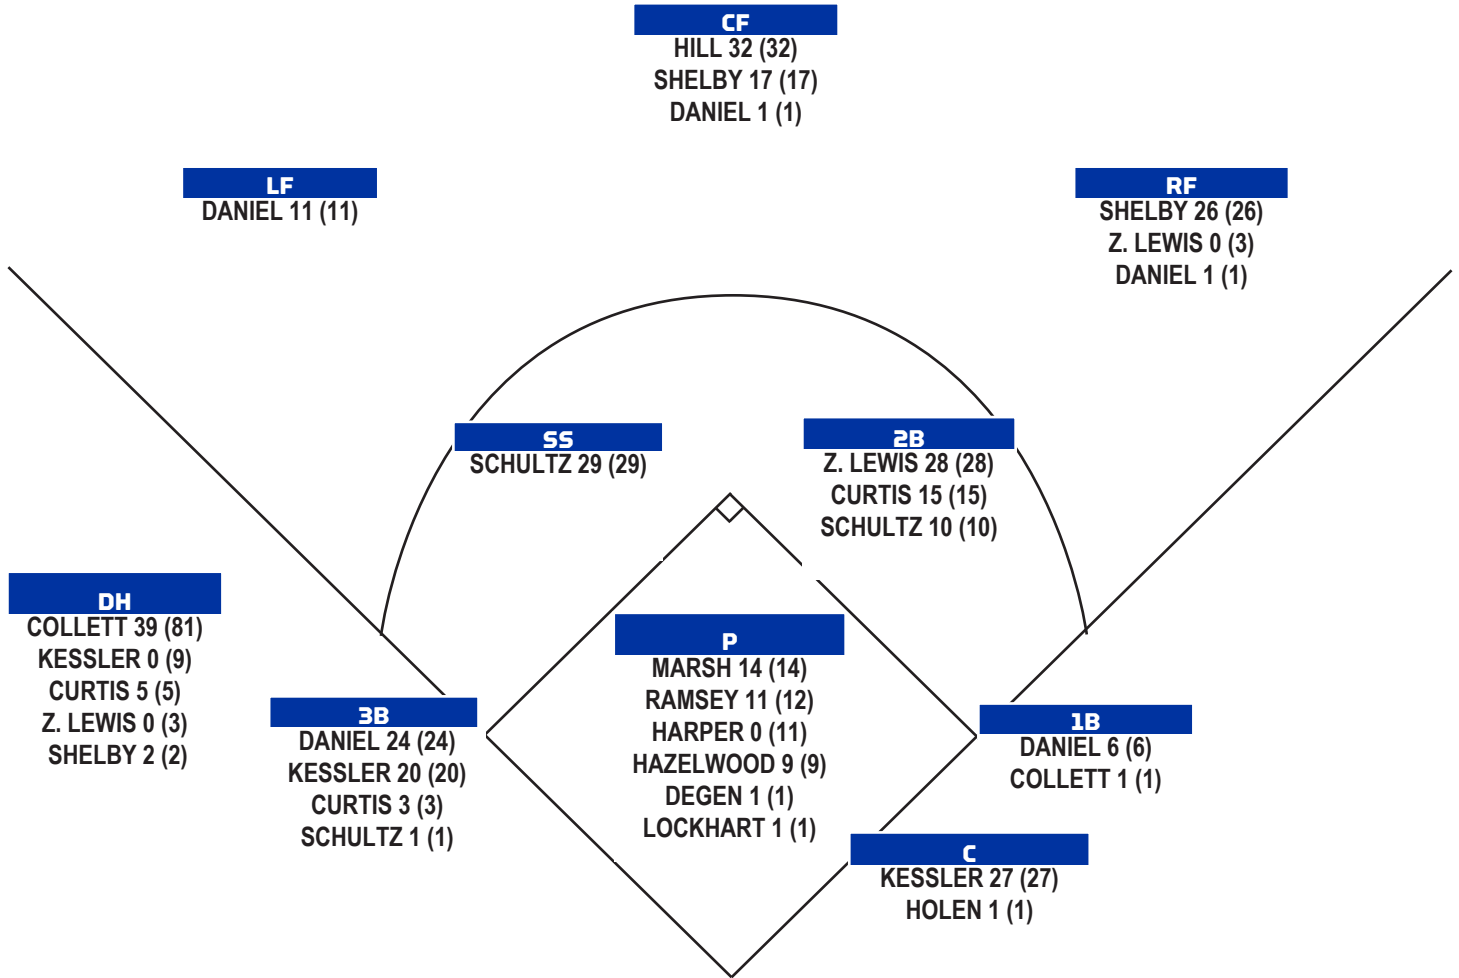 CF
HILL 32 (32)
SHELBY 17 (17)
DANIEL 1 (1)
LF
DANIEL 11 (11)
RF
SHELBY 26 (26)
Z. LEWIS 0 (3)
DANIEL 1 (1)
SS
SCHULTZ 29 (29)
2B
Z. LEWIS 28 (28)
CURTIS 15 (15)
SCHULTZ 10 (10)
DH
COLLETT 39 (81)
KESSLER 0 (9)
CURTIS 5 (5)
Z. LEWIS 0 (3)
SHELBY 2 (2)
3B
DANIEL 24 (24)
KESSLER 20 (20)
CURTIS 3 (3)
SCHULTZ 1 (1)
P
MARSH 14 (14)
RAMSEY 11 (12)
HARPER 0 (11)
HAZELWOOD 9 (9)
DEGEN 1 (1)
LOCKHART 1 (1)
1B
DANIEL 6 (6)
COLLETT 1 (1)
C
KESSLER 27 (27)
HOLEN 1 (1)